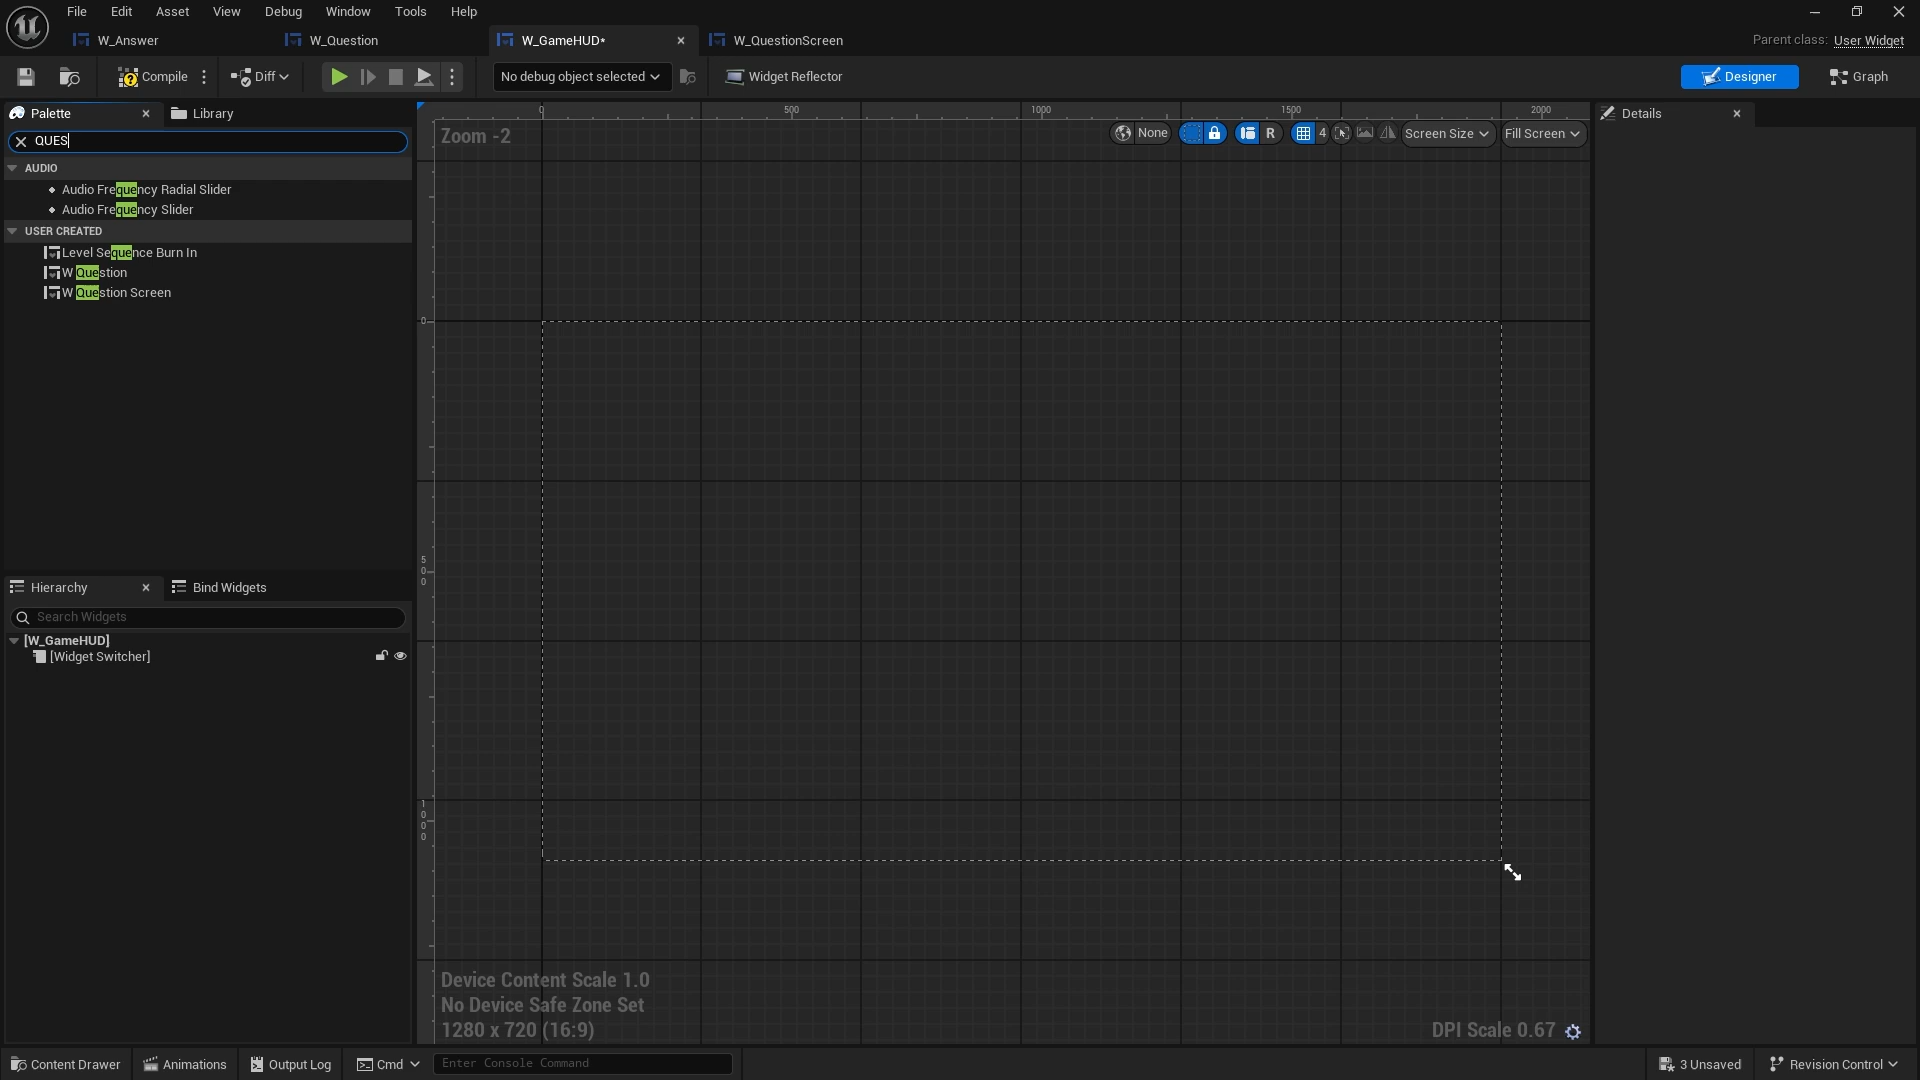 File Edit Asset View Debug Window Tools Help
W_Answer W_Question W_GameHUD* W_QuestionScreen Parent class: User Widget
Compile Diff No debug object selected Widget Reflector Designer Graph
Palette Library
QUES
AUDIO
Audio Frequency Radial Slider
Audio Frequency Slider
USER CREATED
Level Sequence Burn In
W Question
W Question Screen
Hierarchy Bind Widgets
Search Widgets
[W_GameHUD]
[Widget Switcher]
0 500 1000 1500 2000
Zoom -2 None R 4 Screen Size Fill Screen
0
500
1000
Device Content Scale 1.0
No Device Safe Zone Set
1280 x 720 (16:9) DPI Scale 0.67
Details
Content Drawer Animations Output Log Cmd Enter Console Command 3 Unsaved Revision Control